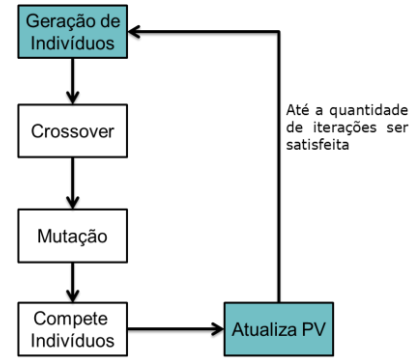 Geração de
Indivíduos
Crossover
Até a quantidade
de iterações ser
satisfeita
Mutação
Compete
Indivíduos
Atualiza PV